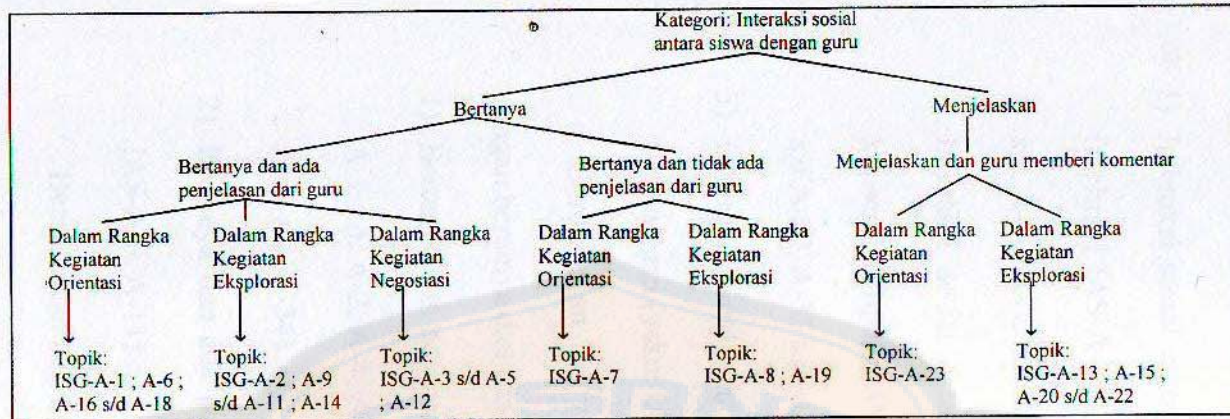 Kategori: Interaksi sosial
antara siswa dengan guru
Bertanya
Menjelaskan
Bertanya dan ada
penjelasan dari guru
Bertanya dan tidak ada
penjelasan dari guru
Menjelaskan dan guru memberi komentar
Dalam Rangka
Kegiatan
Orientasi
Dalam Rangka
Kegiatan
Eksplorasi
Dalam Rangka
Kegiatan
Negosiasi
Dalam Rangka
Kegiatan
Orientasi
Dalam Rangka
Kegiatan
Eksplorasi
Dalam Rangka
Kegiatan
Orientasi
Dalam Rangka
Kegiatan
Eksplorasi
Topik:
ISG-A-1 ; A-6 ;
A-16 s/d A-18
Topik:
ISG-A-2 ; A-9
s/d A-11 ; A-14
Topik:
ISG-A-3 s/d A-5
; A-12
Topik:
ISG-A-7
Topik:
ISG-A-8 ; A-19
Topik:
ISG-A-23
Topik:
ISG-A-13 ; A-15 ;
A-20 s/d A-22